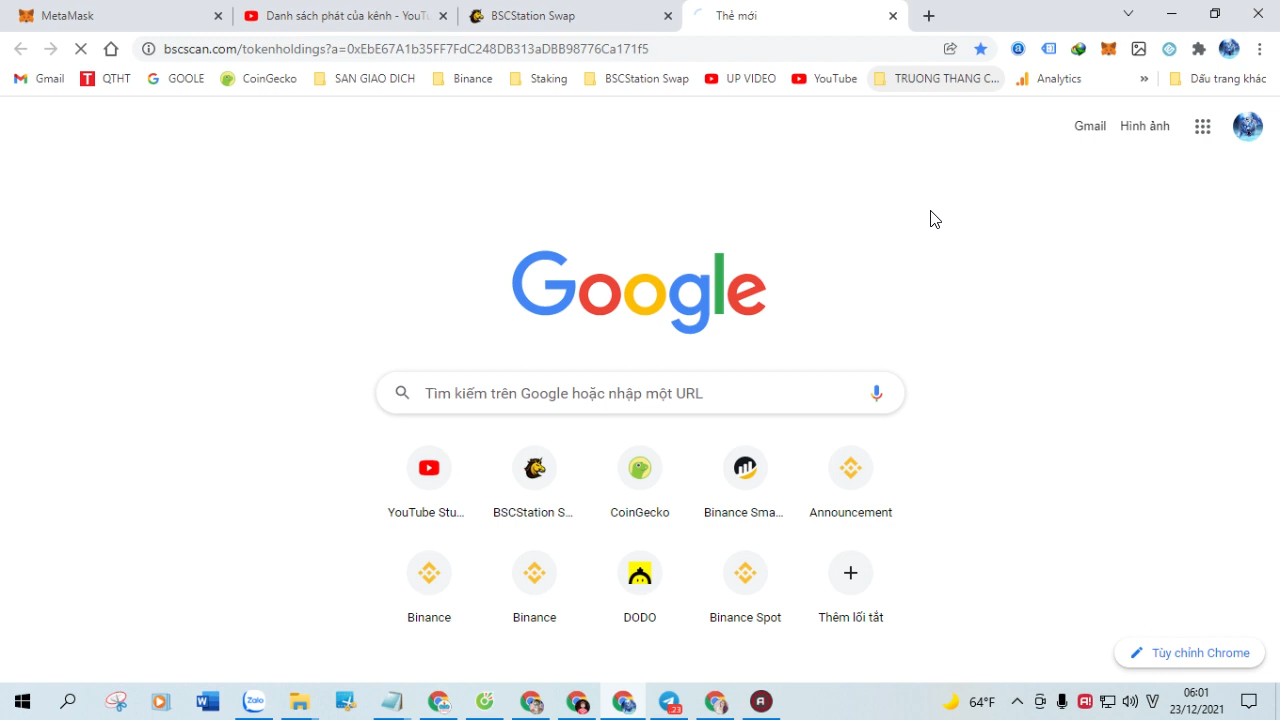 MetaMask
Danh sách phát của kênh - YouTu
BSCStation Swap
Thẻ mới
bscscan.com/tokenholdings?a=0xEbE67A1b35FF7FdC248DB313aDBB98776Ca171f5
Gmail
QTHT
GOOLE
CoinGecko
SAN GIAO DICH
Binance
Staking
BSCStation Swap
UP VIDEO
YouTube
TRUONG THANG C...
Analytics
»
Dấu trang khác
Gmail
Hình ảnh
Google
Tìm kiếm trên Google hoặc nhập một URL
YouTube Stu...
BSCStation S...
CoinGecko
Binance Sma...
Announcement
Binance
Binance
DODO
Binance Spot
Thêm lối tắt
Tùy chỉnh Chrome
Zalo
23
64°F
06:01
23/12/2021